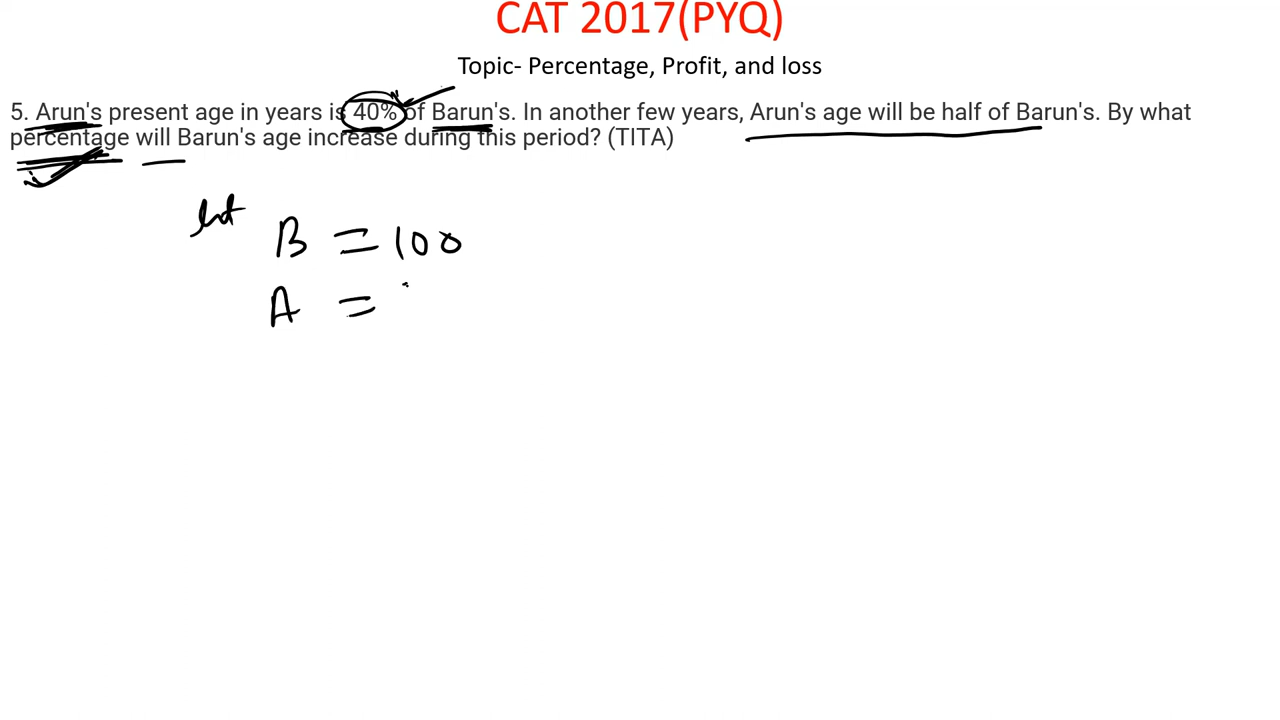 CAT 2017(PYQ)
Topic- Percentage, Profit, and loss
5. Arun's present age in years is 40% of Barun's. In another few years, Arun's age will be half of Barun's. By what
percentage will Barun's age increase during this period? (TITA)
let
B = 100
A =